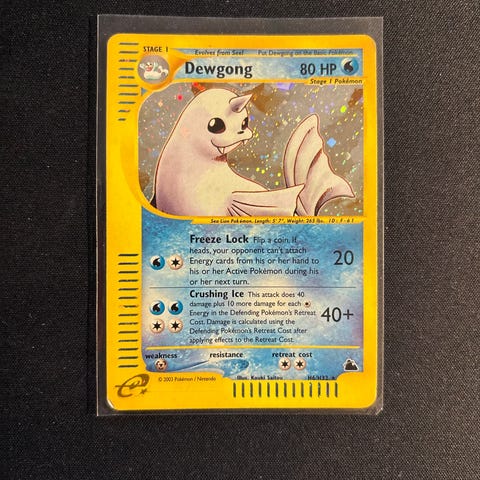 STAGE 1 Evolves from Seel Put Dewgong on the Basic Pokémon
Dewgong 80 HP
Stage 1 Pokémon
Sea Lion Pokémon. Length: 5' 7", Weight: 265 lbs. ID: F-61
Freeze Lock Flip a coin. If
heads, your opponent can't attach
Energy cards from his or her hand to
his or her Active Pokémon during his
or her next turn.
20
Crushing Ice This attack does 40
damage plus 10 more damage for each
Energy in the Defending Pokémon's Retreat
Cost. Damage is calculated using the
Defending Pokémon's Retreat Cost after
applying effects to the Retreat Cost.
40+
weakness resistance retreat cost
© 2003 Pokémon / Nintendo Illus. Kouki Saitou H6/H32